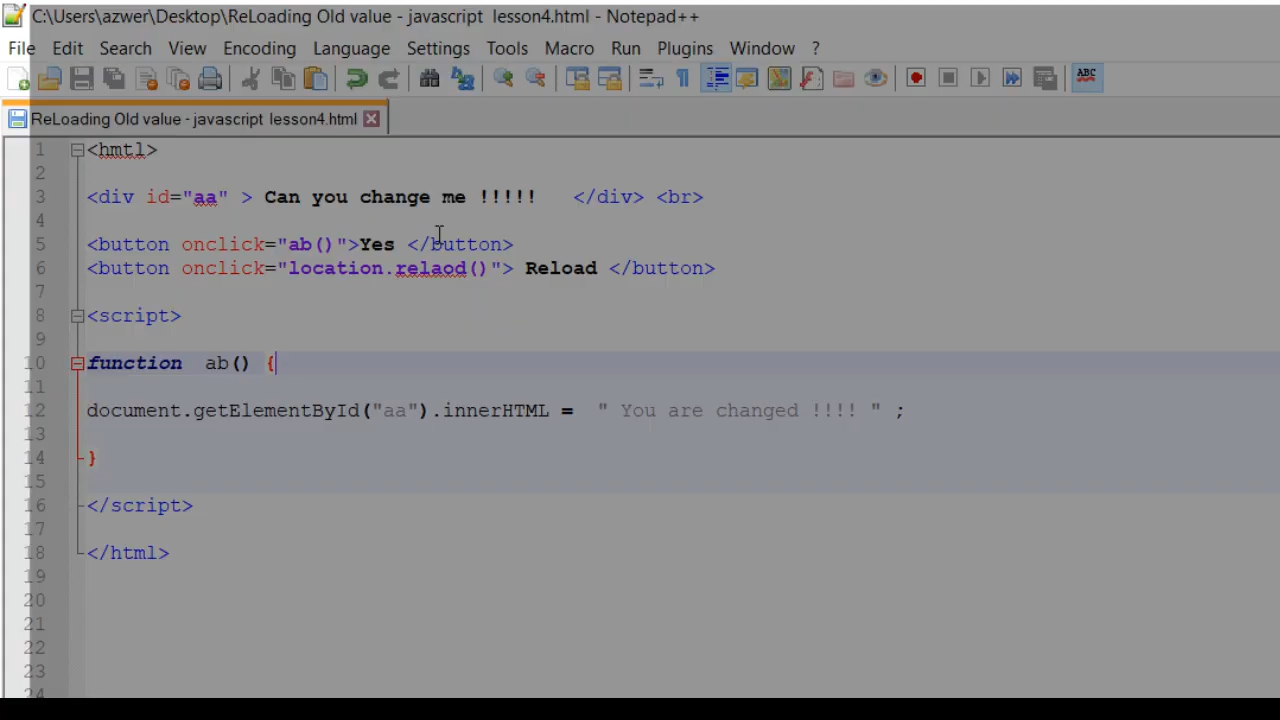 C:\Users\azwer\Desktop\ReLoading Old value - javascript  lesson4.html - Notepad++
File Edit Search View Encoding Language Settings Tools Macro Run Plugins Window ?
ABC
ReLoading Old value - javascript  lesson4.html
1 <hmtl>
2
3 <div id="aa" > Can you change me !!!!!   </div> <br>
4
5 <button onclick="ab()">Yes </button>
6 <button onclick="location.relaod()"> Reload </button>
7
8 <script>
9
10 function  ab() {
11
12 document.getElementById("aa").innerHTML =  " You are changed !!!! " ;
13
14 }
15
16 </script>
17
18 </html>
19
20
21
22
23
24